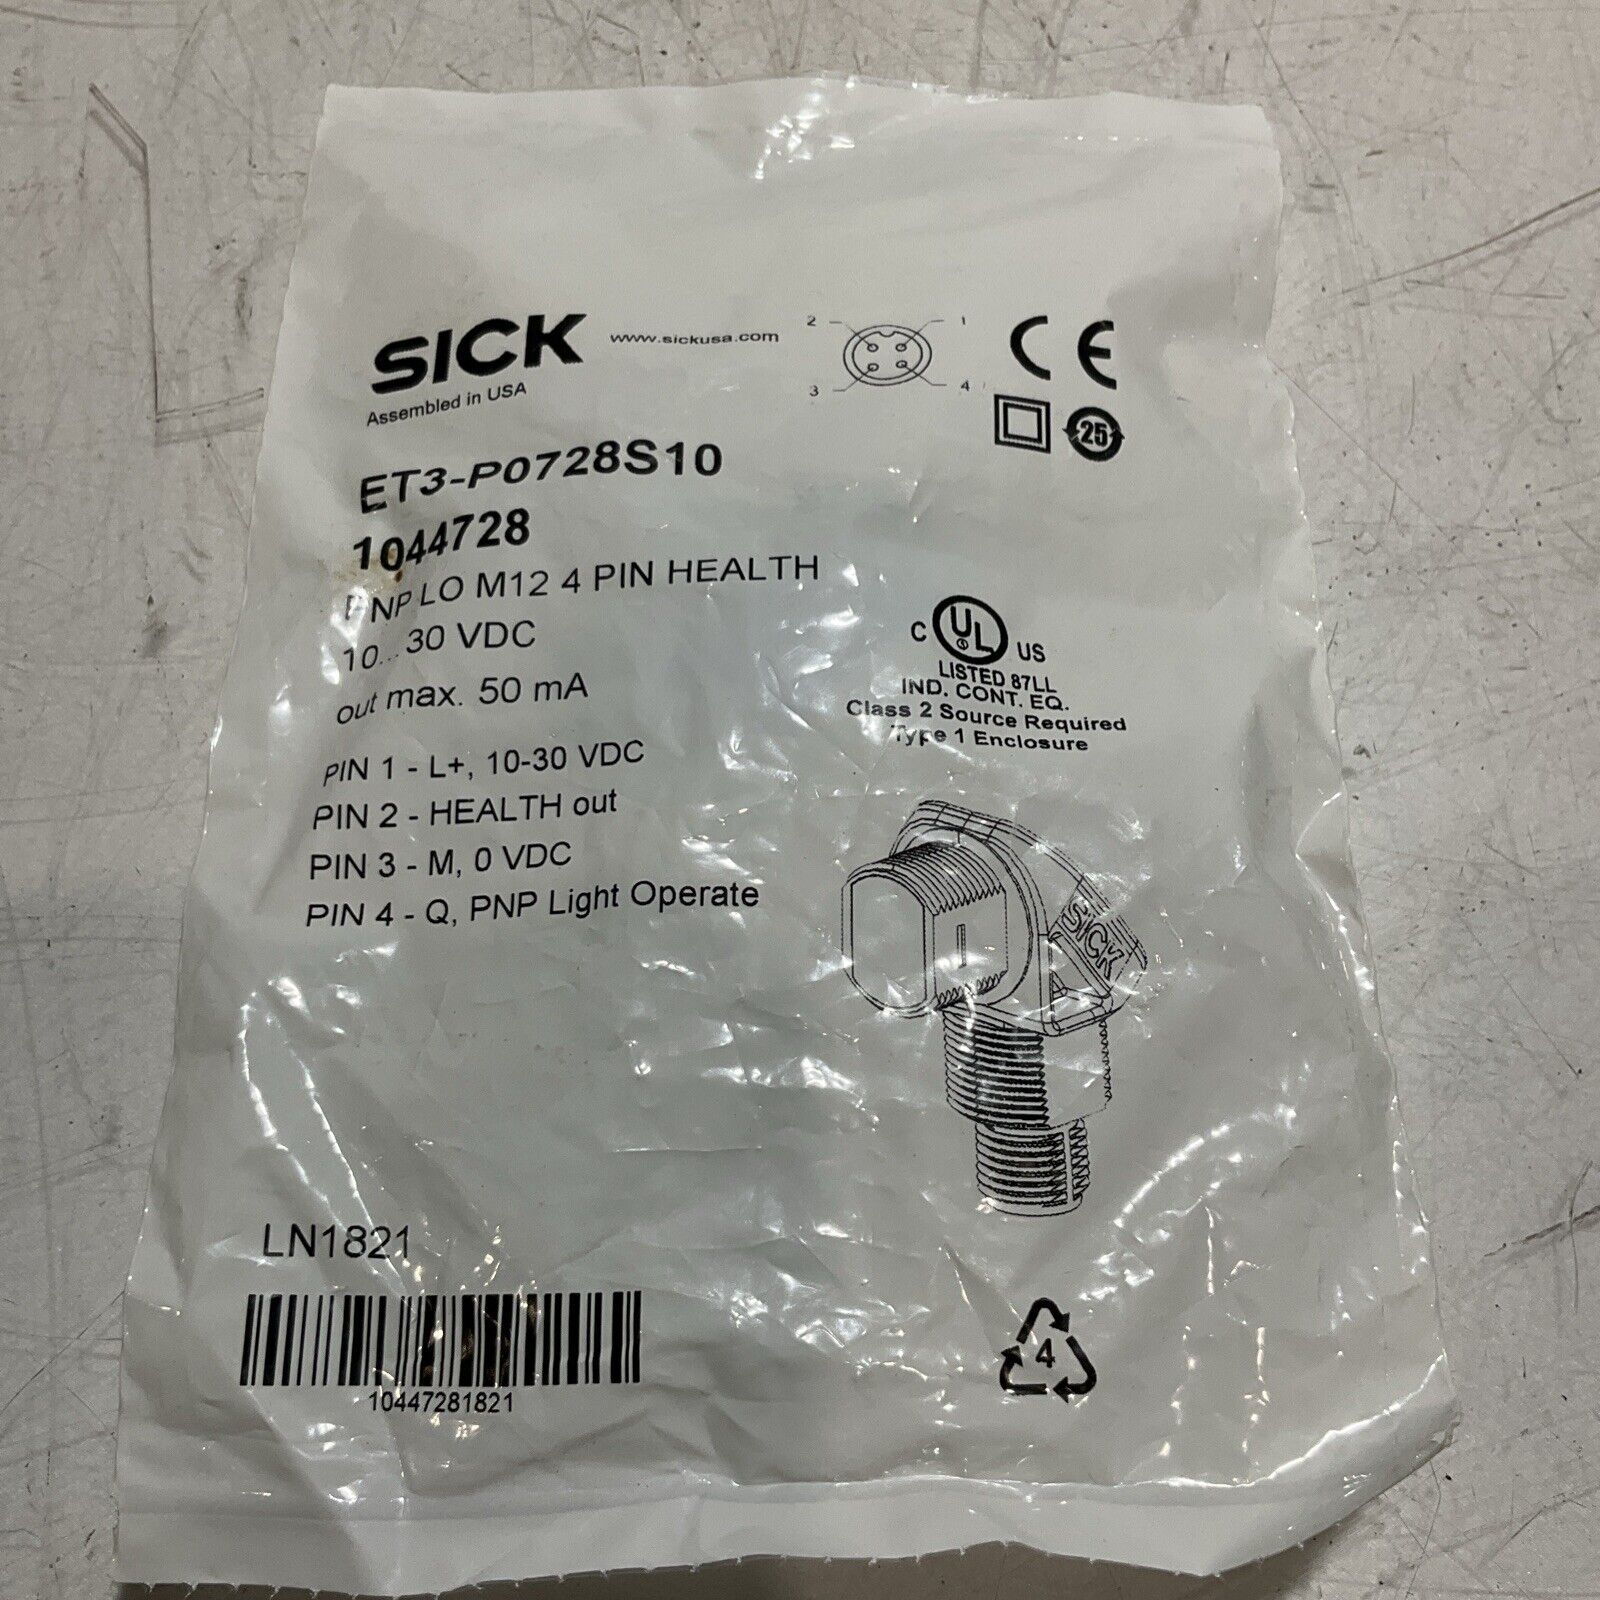 SICK
www.sickusa.com
Assembled in USA
2 1
3 4
CE
25
ET3-P0728S10
1044728
PNP LO M12 4 PIN HEALTH
10...30 VDC
out max. 50 mA
C UL US
LISTED 87LL
IND. CONT. EQ.
Class 2 Source Required
Type 1 Enclosure
PIN 1 - L+, 10-30 VDC
PIN 2 - HEALTH out
PIN 3 - M, 0 VDC
PIN 4 - Q, PNP Light Operate
SICK
LN1821
10447281821
4